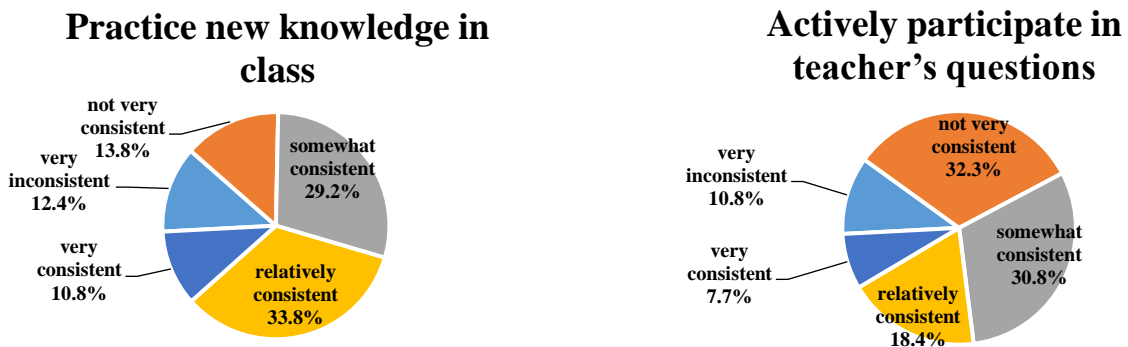 Practice new knowledge in
class
not very
consistent
13.8%
somewhat
consistent
29.2%
very
inconsistent
12.4%
very
consistent
10.8%
relatively
consistent
33.8%
Actively participate in
teacher's questions
not very
consistent
32.3%
very
inconsistent
10.8%
somewhat
consistent
30.8%
very
consistent
7.7%
relatively
consistent
18.4%